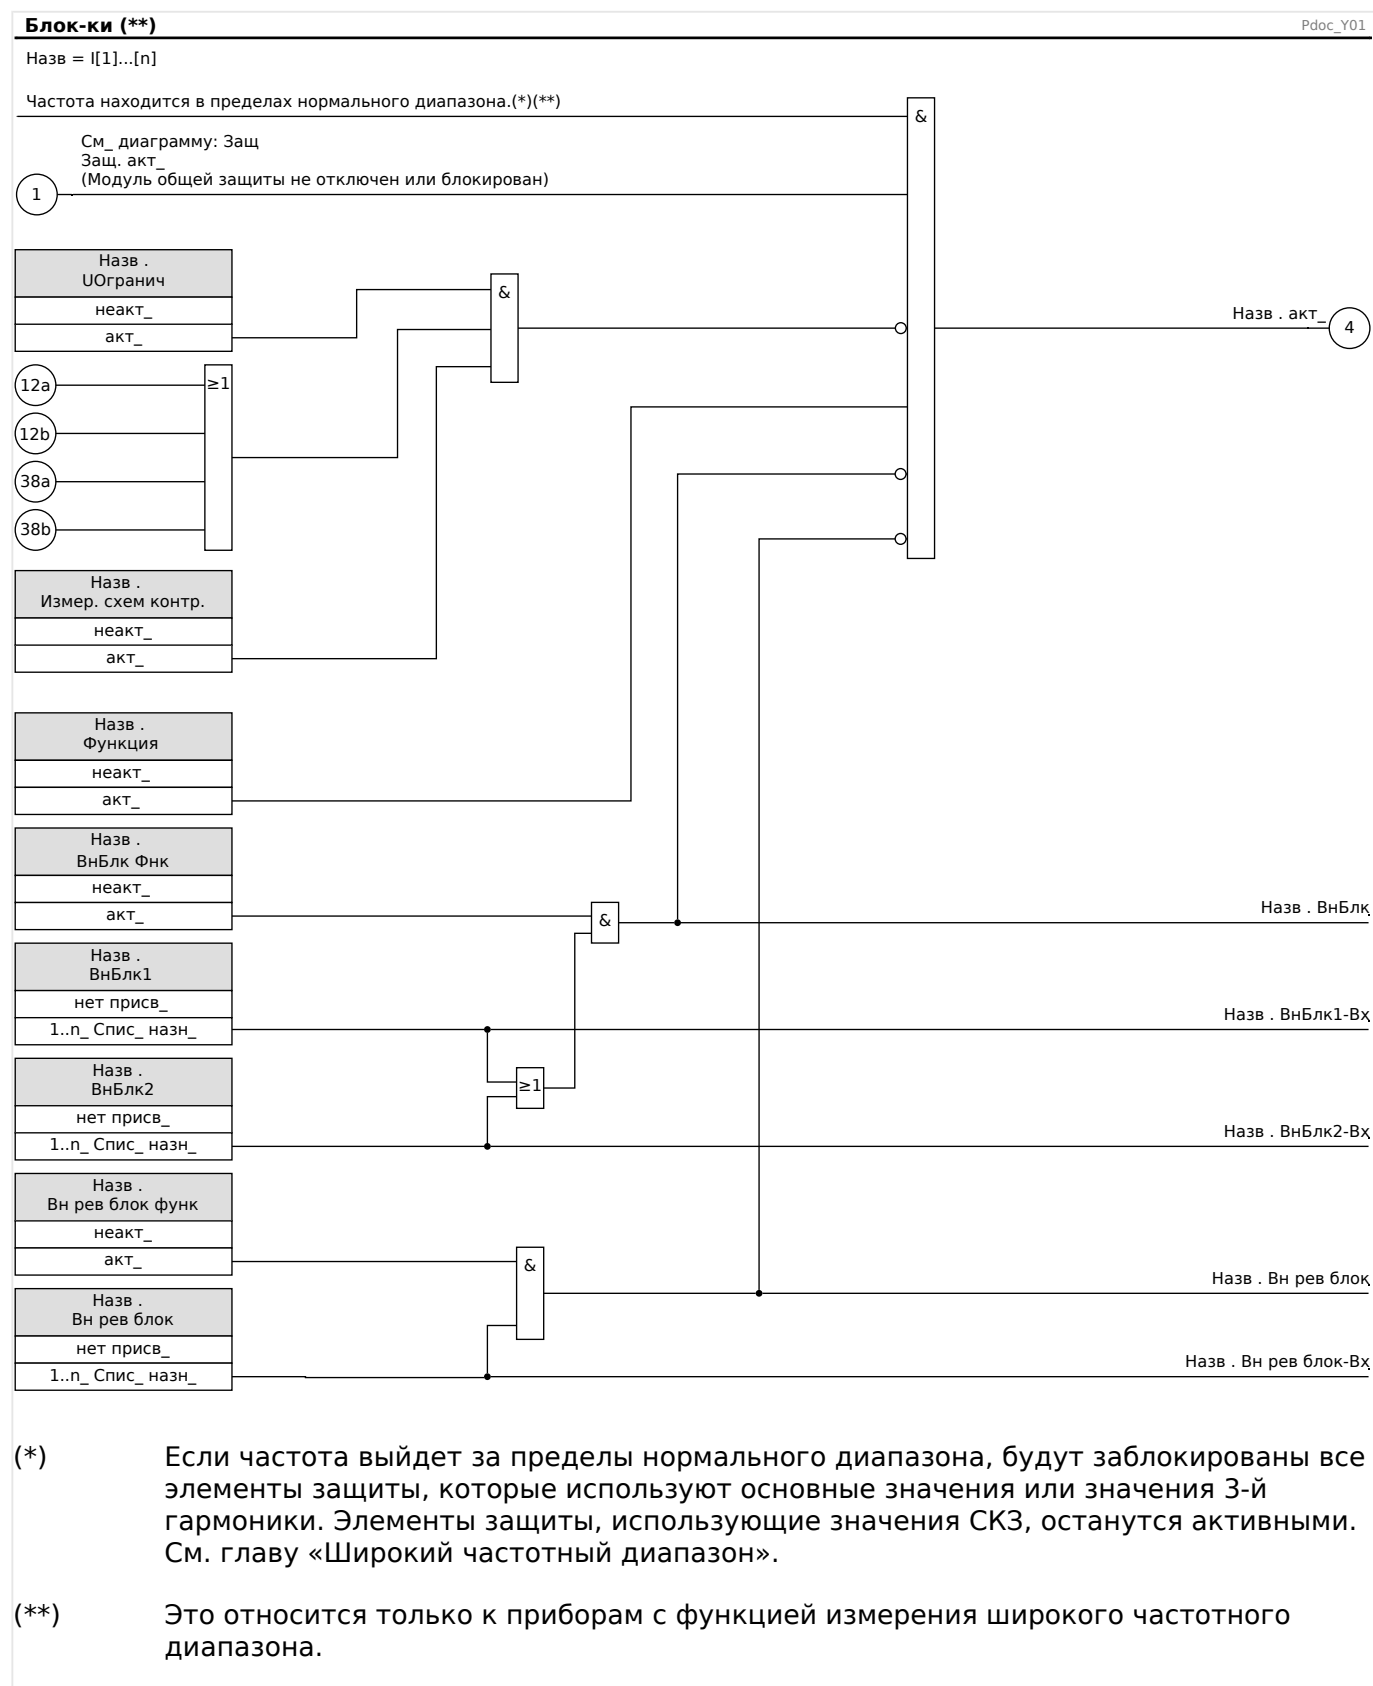 Блок-ки (**)
Pdoc_Y01
Назв = I[1]...[n]
Частота находится в пределах нормального диапазона.(*)(**)
&
См_ диаграмму: Защ
Защ. акт_
(Модуль общей защиты не отключен или блокирован)
1
Назв .
UОгранич
неакт_
акт_
&
Назв . акт_
4
12a
≥1
12b
38a
38b
Назв .
Измер. схем контр.
неакт_
акт_
Назв .
Функция
неакт_
акт_
Назв .
ВнБлк Фнк
неакт_
акт_
&
Назв . ВнБлк
Назв .
ВнБлк1
нет присв_
1..n_ Спис_ назн_
Назв . ВнБлк1-Вх
≥1
Назв .
ВнБлк2
нет присв_
1..n_ Спис_ назн_
Назв . ВнБлк2-Вх
Назв .
Вн рев блок функ
неакт_
акт_
&
Назв . Вн рев блок
Назв .
Вн рев блок
нет присв_
1..n_ Спис_ назн_
Назв . Вн рев блок-Вх
(*) Если частота выйдет за пределы нормального диапазона, будут заблокированы все
элементы защиты, которые используют основные значения или значения 3-й
гармоники. Элементы защиты, использующие значения СКЗ, останутся активными.
См. главу «Широкий частотный диапазон».
(**) Это относится только к приборам с функцией измерения широкого частотного
диапазона.